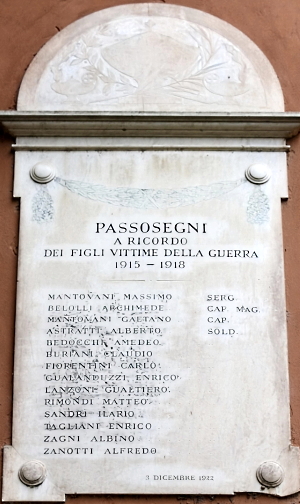 PASSOSEGNI
A RICORDO
DEI FIGLI VITTIME DELLA GUERRA
1915 – 1918
MANTOVANI MASSIMO SERG.
BELOLLI ARCHIMEDE CAP. MAG.
MANTOVANI GAETANO CAP.
ASTRATTI ALBERTO SOLD.
BEDOCCHI AMEDEO
BURIANI CLAUDIO
FIORENTINI CARLO
GUALANDUZZI ENRICO
LANZONI GUALTIERO
RIMONDI MATTEO
SANDRI ILARIO
TAGLIANI ENRICO
ZAGNI ALBINO
ZANOTTI ALFREDO
3 DICEMBRE 1922